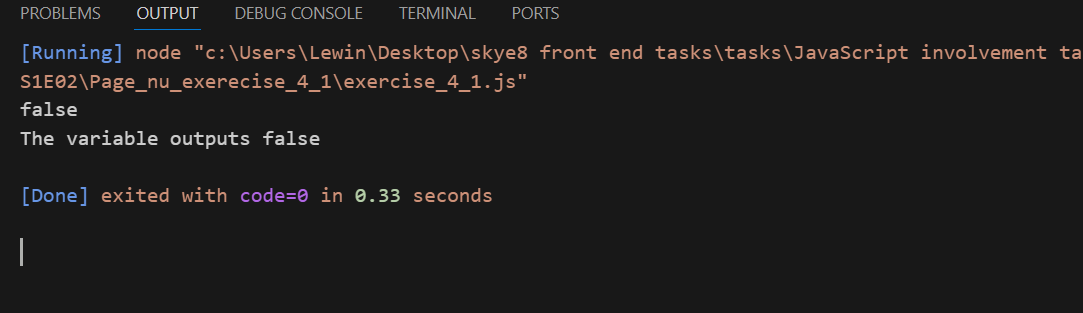 PROBLEMS OUTPUT DEBUG CONSOLE TERMINAL PORTS
[Running] node "c:\Users\Lewin\Desktop\skye8 front end tasks\tasks\JavaScript involvement ta
S1E02\Page_nu_exerecise_4_1\exercise_4_1.js"
false
The variable outputs false
[Done] exited with code=0 in 0.33 seconds